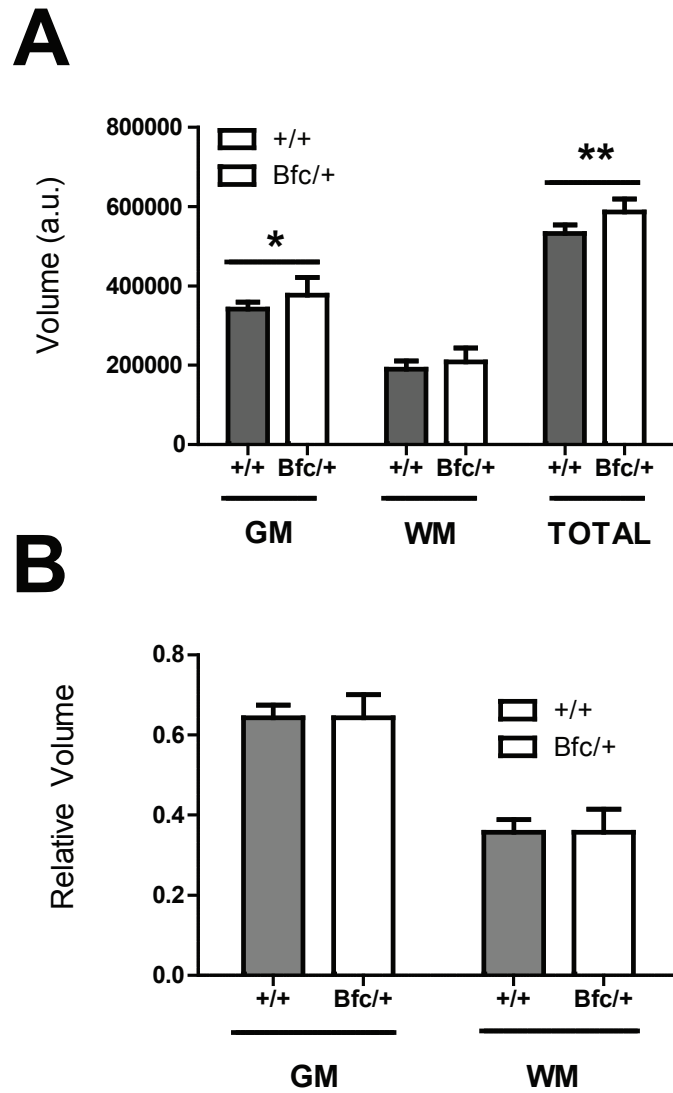 A
Volume (a.u.)
800000
600000
400000
200000
0
+/+
Bfc/+
*
**
+/+ Bfc/+ +/+ Bfc/+ +/+ Bfc/+
GM WM TOTAL
B
Relative Volume
0.8
0.6
0.4
0.2
0.0
+/+
Bfc/+
+/+ Bfc/+ +/+ Bfc/+
GM WM